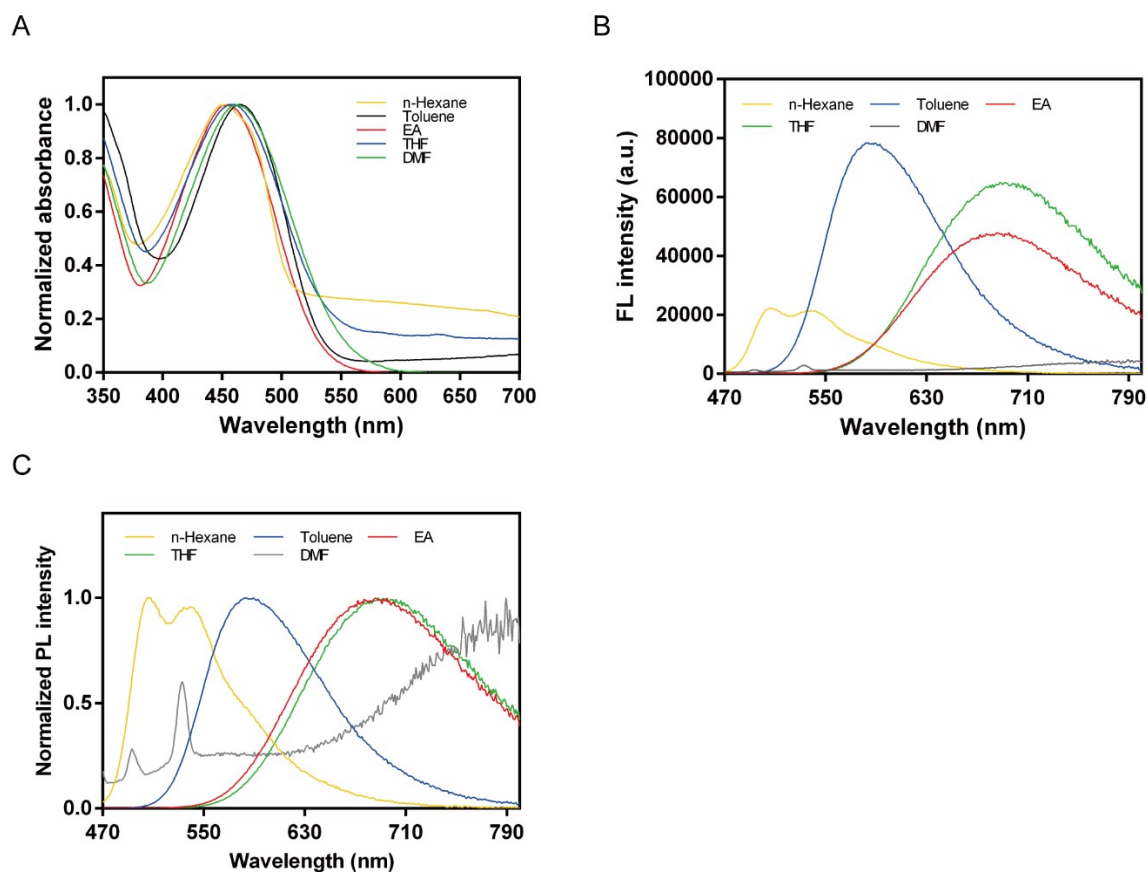 A
Normalized absorbance
1.0
0.8
0.6
0.4
0.2
0.0
n-Hexane
Toluene
EA
THF
DMF
350 400 450 500 550 600 650 700
Wavelength (nm)
B
FL intensity (a.u.)
100000
80000
60000
40000
20000
0
n-Hexane Toluene EA
THF DMF
470 550 630 710 790
Wavelength (nm)
C
Normalized PL intensity
1.0
0.5
0.0
n-Hexane Toluene EA
THF DMF
470 550 630 710 790
Wavelength (nm)